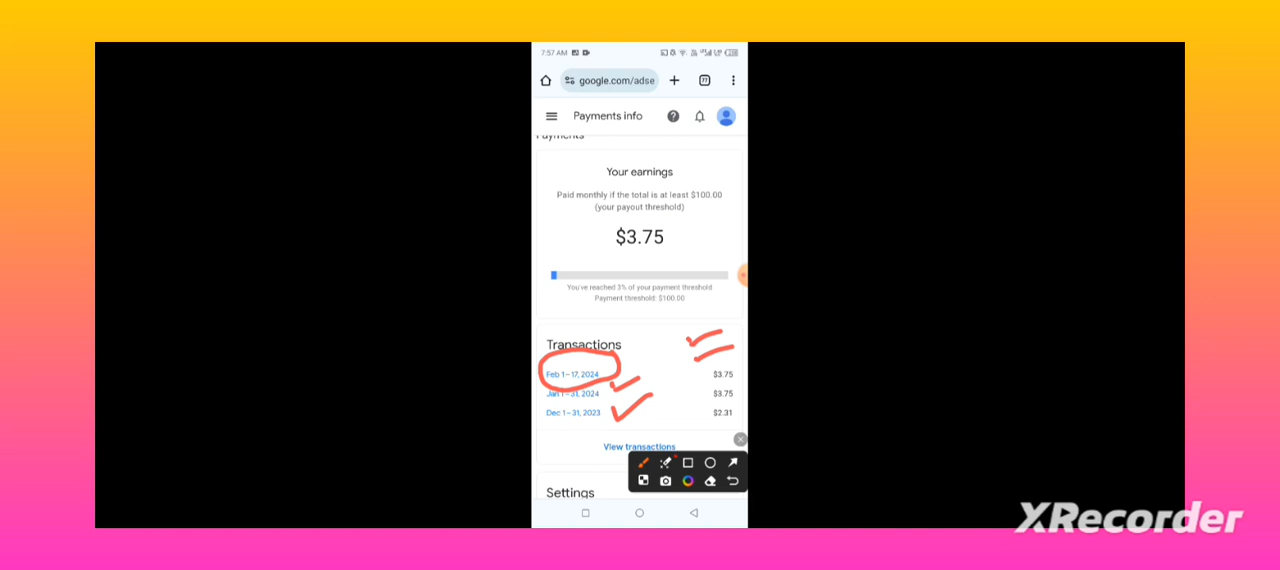 7:57 AM
google.com/adse
77
Payments info
Payments
Your earnings
Paid monthly if the total is at least $100.00
(your payout threshold)
$3.75
You've reached 3% of your payment threshold
Payment threshold: $100.00
Transactions
Feb 1 – 17, 2024 $3.75
Jan 1 – 31, 2024 $3.75
Dec 1 – 31, 2023 $2.31
View transactions
Settings
XRecorder